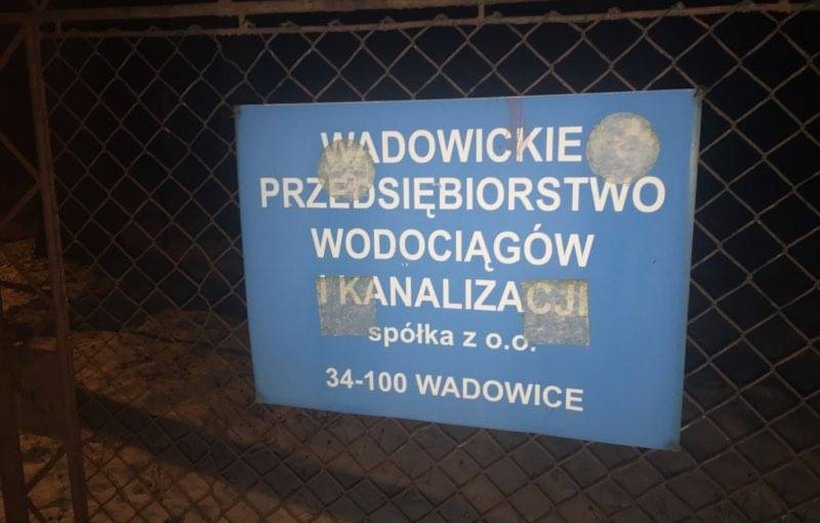 WADOWICKIE
PRZEDSIĘBIORSTWO
WODOCIĄGÓW
I KANALIZACJI
spółka z o.o.
34-100 WADOWICE